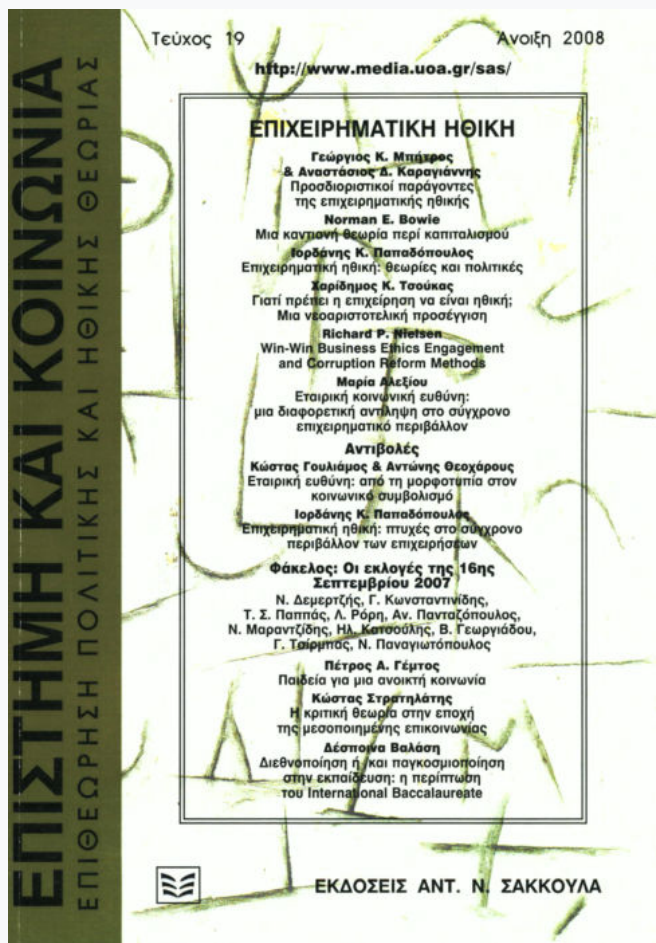 ΕΠΙΣΤΗΜΗ ΚΑΙ ΚΟΙΝΩΝΙΑ
ΕΠΙΘΕΩΡΗΣΗ ΠΟΛΙΤΙΚΗΣ ΚΑΙ ΗΘΙΚΗΣ ΘΕΩΡΙΑΣ
Τεύχος 19 Άνοιξη 2008
http://www.media.uoa.gr/sas/
ΕΠΙΧΕΙΡΗΜΑΤΙΚΗ ΗΘΙΚΗ
Γεώργιος Κ. Μπήτρος
& Αναστάσιος Δ. Καραγιάννης
Προσδιοριστικοί παράγοντες
της επιχειρηματικής ηθικής
Norman E. Bowie
Μια καντιανή θεωρία περί καπιταλισμού
Ιορδάνης Κ. Παπαδόπουλος
Επιχειρηματική ηθική: θεωρίες και πολιτικές
Χαρίδημος Κ. Τσούκας
Γιατί πρέπει η επιχείρηση να είναι ηθική;
Μια νεοαριστοτελική προσέγγιση
Richard P. Nielsen
Win-Win Business Ethics Engagement
and Corruption Reform Methods
Μαρία Αλεξίου
Εταιρική κοινωνική ευθύνη:
μια διαφορετική αντίληψη στο σύγχρονο
επιχειρηματικό περιβάλλον
Αντιβολές
Κώστας Γουλιάμος & Αντώνης Θεοχάρους
Εταιρική ευθύνη: από τη μορφοτυπία στον
κοινωνικό συμβολισμό
Ιορδάνης Κ. Παπαδόπουλος
Επιχειρηματική ηθική: πτυχές στο σύγχρονο
περιβάλλον των επιχειρήσεων
Φάκελος: Οι εκλογές της 16ης
Σεπτεμβρίου 2007
Ν. Δεμερτζής, Γ. Κωνσταντινίδης,
Τ. Σ. Παππάς, Λ. Ρόρη, Αν. Πανταζόπουλος,
Ν. Μαραντζίδης, Ηλ. Κατσούλης, Β. Γεωργιάδου,
Γ. Τσίρμπας, Ν. Παναγιωτόπουλος
Πέτρος Α. Γέμτος
Παιδεία για μια ανοικτή κοινωνία
Κώστας Στρατηλάτης
Η κριτική θεωρία στην εποχή
της μεσοποιημένης επικοινωνίας
Δέσποινα Βαλάση
Διεθνοποίηση ή / και παγκοσμιοποίηση
στην εκπαίδευση: η περίπτωση
του International Baccalaureate
ΕΚΔΟΣΕΙΣ ΑΝΤ. Ν. ΣΑΚΚΟΥΛΑ